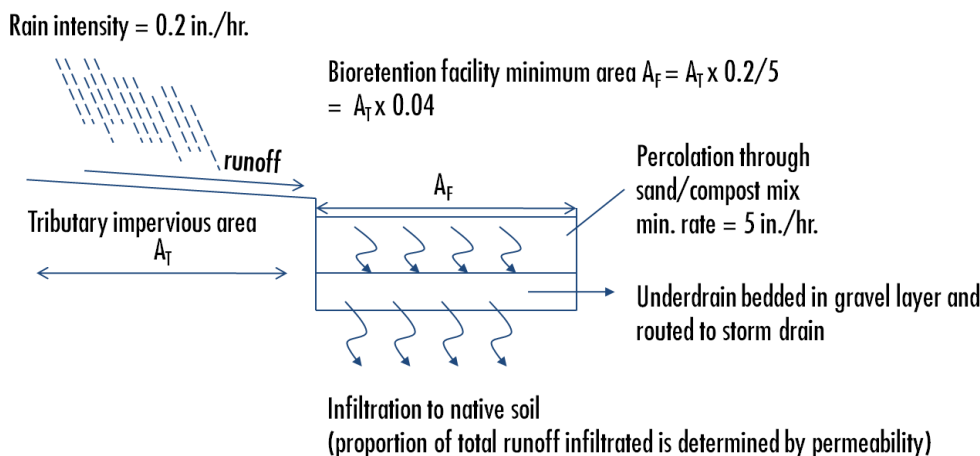 Rain intensity = 0.2 in./hr.
Bioretention facility minimum area A_F = A_T x 0.2/5
= A_T x 0.04
runoff
A_F
Percolation through
sand/compost mix
min. rate = 5 in./hr.
Tributary impervious area
A_T
Underdrain bedded in gravel layer and
routed to storm drain
Infiltration to native soil
(proportion of total runoff infiltrated is determined by permeability)